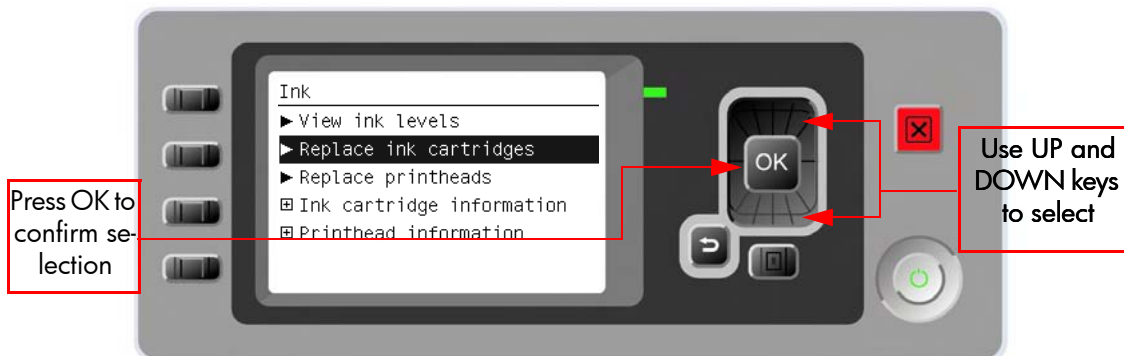 Ink
View ink levels
Replace ink cartridges
Replace printheads
Ink cartridge information
Printhead information
OK
Press OK to
confirm se-
lection
Use UP and
DOWN keys
to select